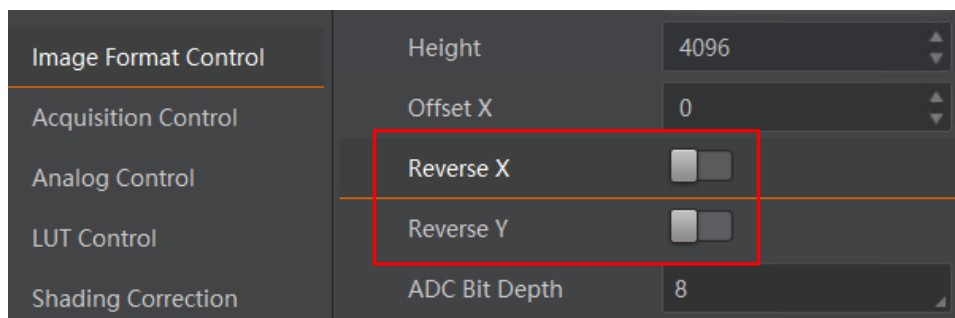 Image Format Control
Acquisition Control
Analog Control
LUT Control
Shading Correction
Height 4096
Offset X 0
Reverse X
Reverse Y
ADC Bit Depth 8